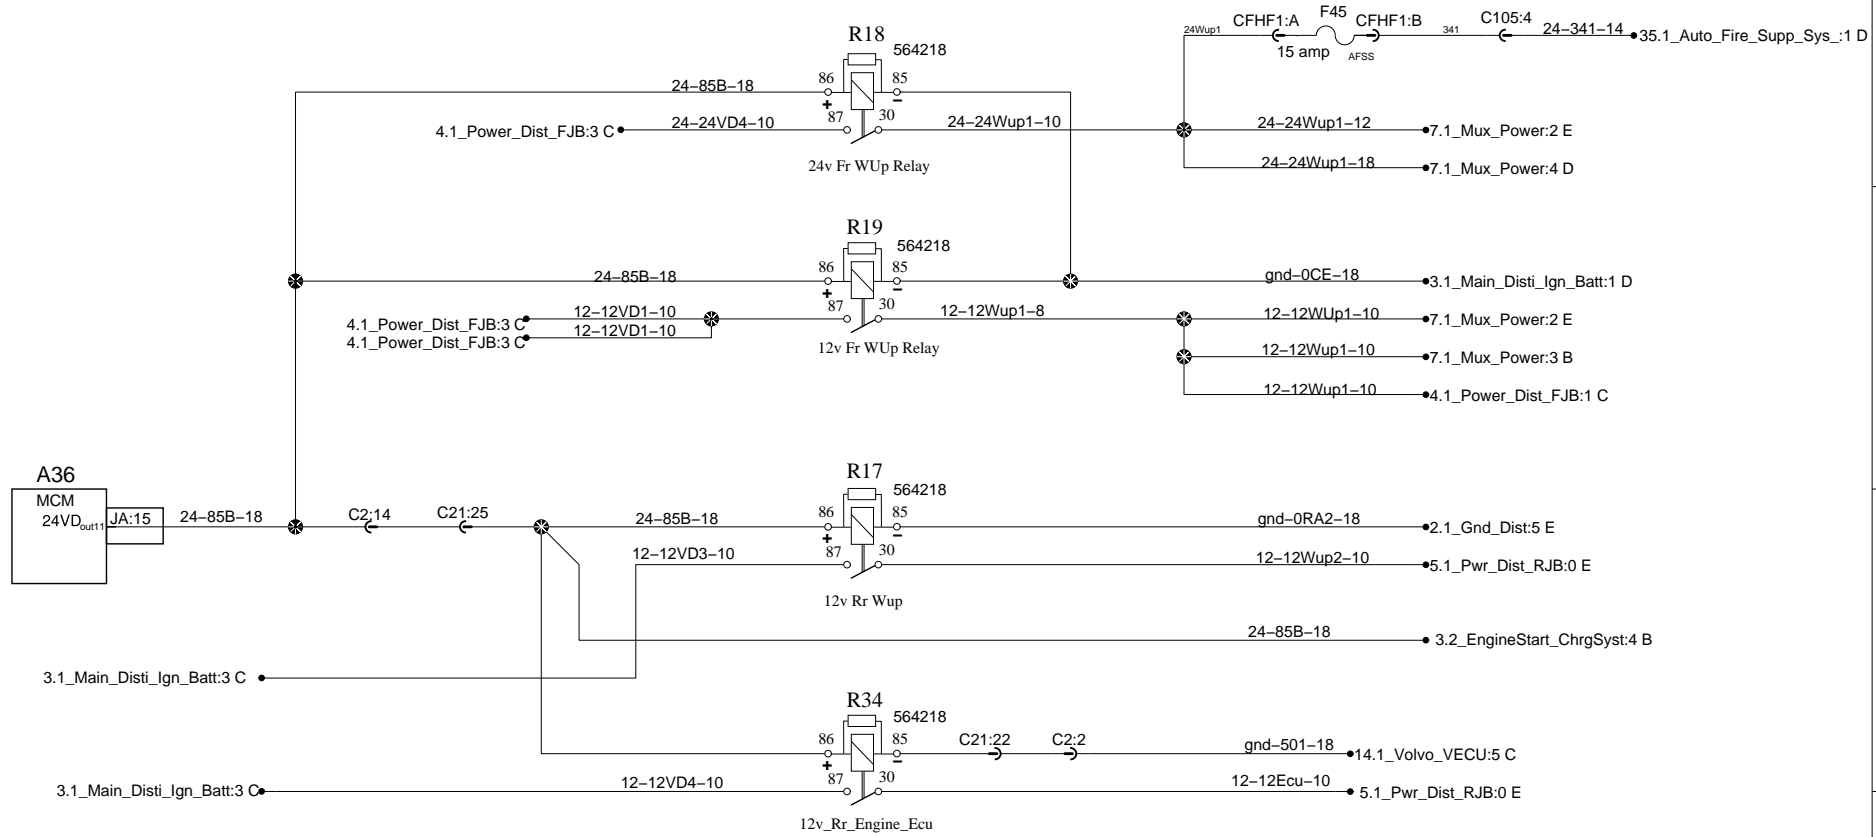 24Wup1
CFHF1:A
F45
CFHF1:B
341
C105:4
24–341–14
35.1_Auto_Fire_Supp_Sys_:1 D
15 amp
AFSS
R18
564218
24–85B–18
86
85
+
–
87
30
4.1_Power_Dist_FJB:3 C
24–24VD4–10
24–24Wup1–10
24–24Wup1–12
7.1_Mux_Power:2 E
24v Fr WUp Relay
24–24Wup1–18
7.1_Mux_Power:4 D
R19
564218
24–85B–18
86
85
+
–
gnd–0CE–18
3.1_Main_Disti_Ign_Batt:1 D
87
30
4.1_Power_Dist_FJB:3 C
12–12VD1–10
12–12Wup1–8
12–12WUp1–10
7.1_Mux_Power:2 E
4.1_Power_Dist_FJB:3 C
12–12VD1–10
12v Fr WUp Relay
12–12Wup1–10
7.1_Mux_Power:3 B
12–12Wup1–10
4.1_Power_Dist_FJB:1 C
A36
MCM
24VDout11
JA:15
24–85B–18
C2:14
C21:25
R17
564218
24–85B–18
86
85
+
–
gnd–0RA2–18
2.1_Gnd_Dist:5 E
12–12VD3–10
87
30
12–12Wup2–10
5.1_Pwr_Dist_RJB:0 E
12v Rr Wup
24–85B–18
3.2_EngineStart_ChrgSyst:4 B
3.1_Main_Disti_Ign_Batt:3 C
R34
564218
86
85
+
–
C21:22
C2:2
gnd–501–18
14.1_Volvo_VECU:5 C
87
30
3.1_Main_Disti_Ign_Batt:3 C
12–12VD4–10
12–12Ecu–10
5.1_Pwr_Dist_RJB:0 E
12v_Rr_Engine_Ecu